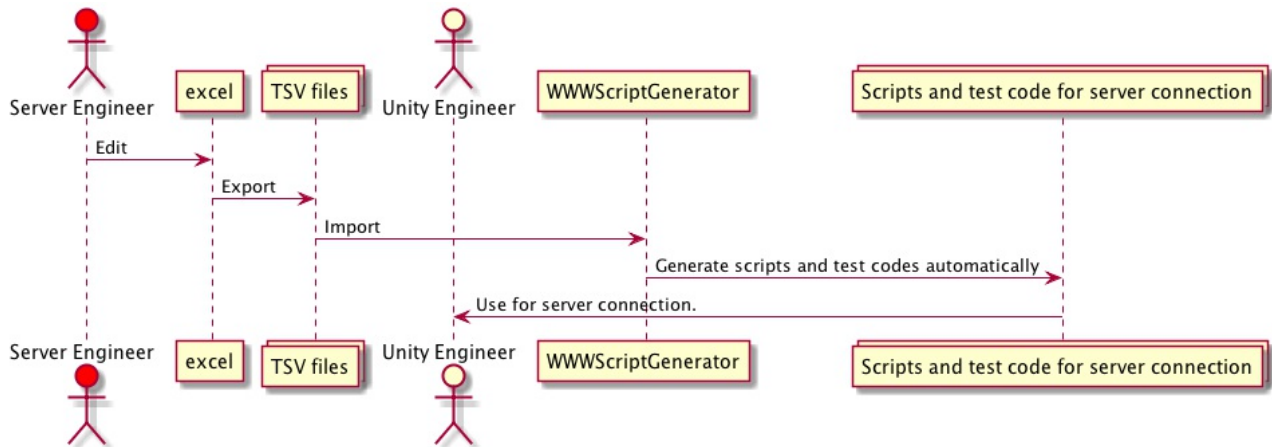 Server Engineer
excel
TSV files
Unity Engineer
WWWScriptGenerator
Scripts and test code for server connection
Edit
Export
Import
Generate scripts and test codes automatically
Use for server connection.
Server Engineer
excel
TSV files
Unity Engineer
WWWScriptGenerator
Scripts and test code for server connection